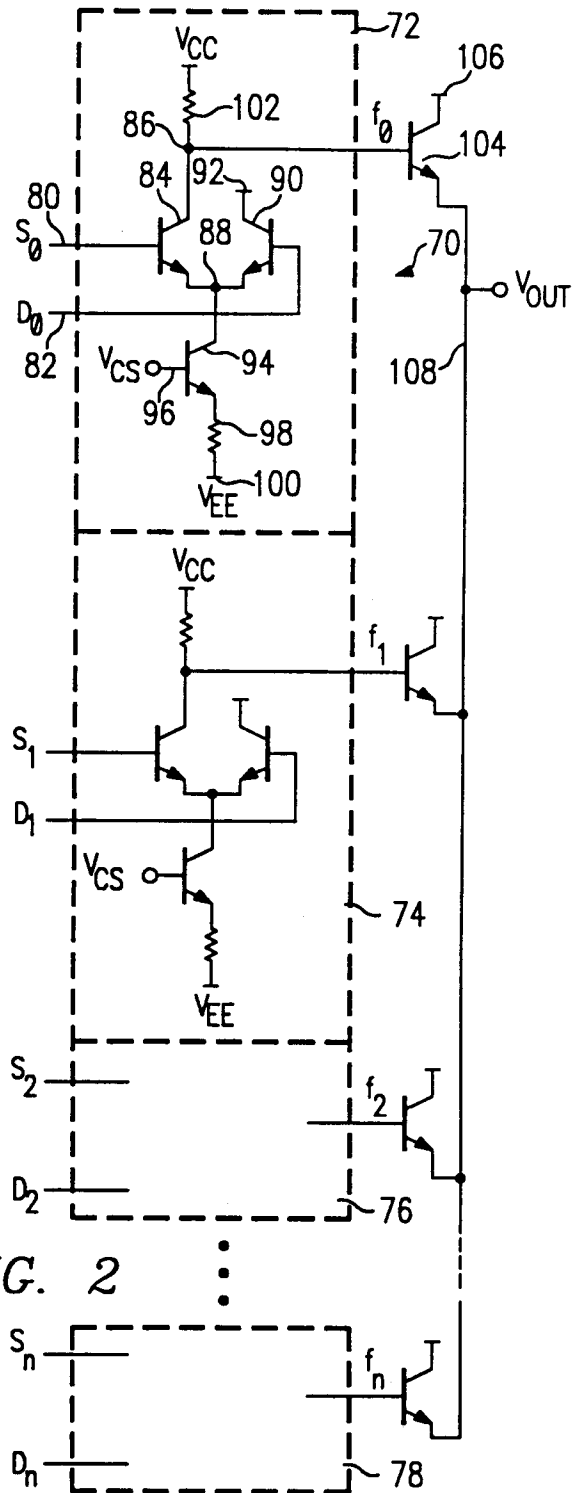 V_CC
72
102
106
86
f_0
104
84
92
90
80
S_0
88
70
V_OUT
D_0
82
94
108
V_CS
96
98
100
V_EE
V_CC
f_1
S_1
D_1
V_CS
74
V_EE
S_2
f_2
D_2
76
G. 2
S_n
f_n
D_n
78